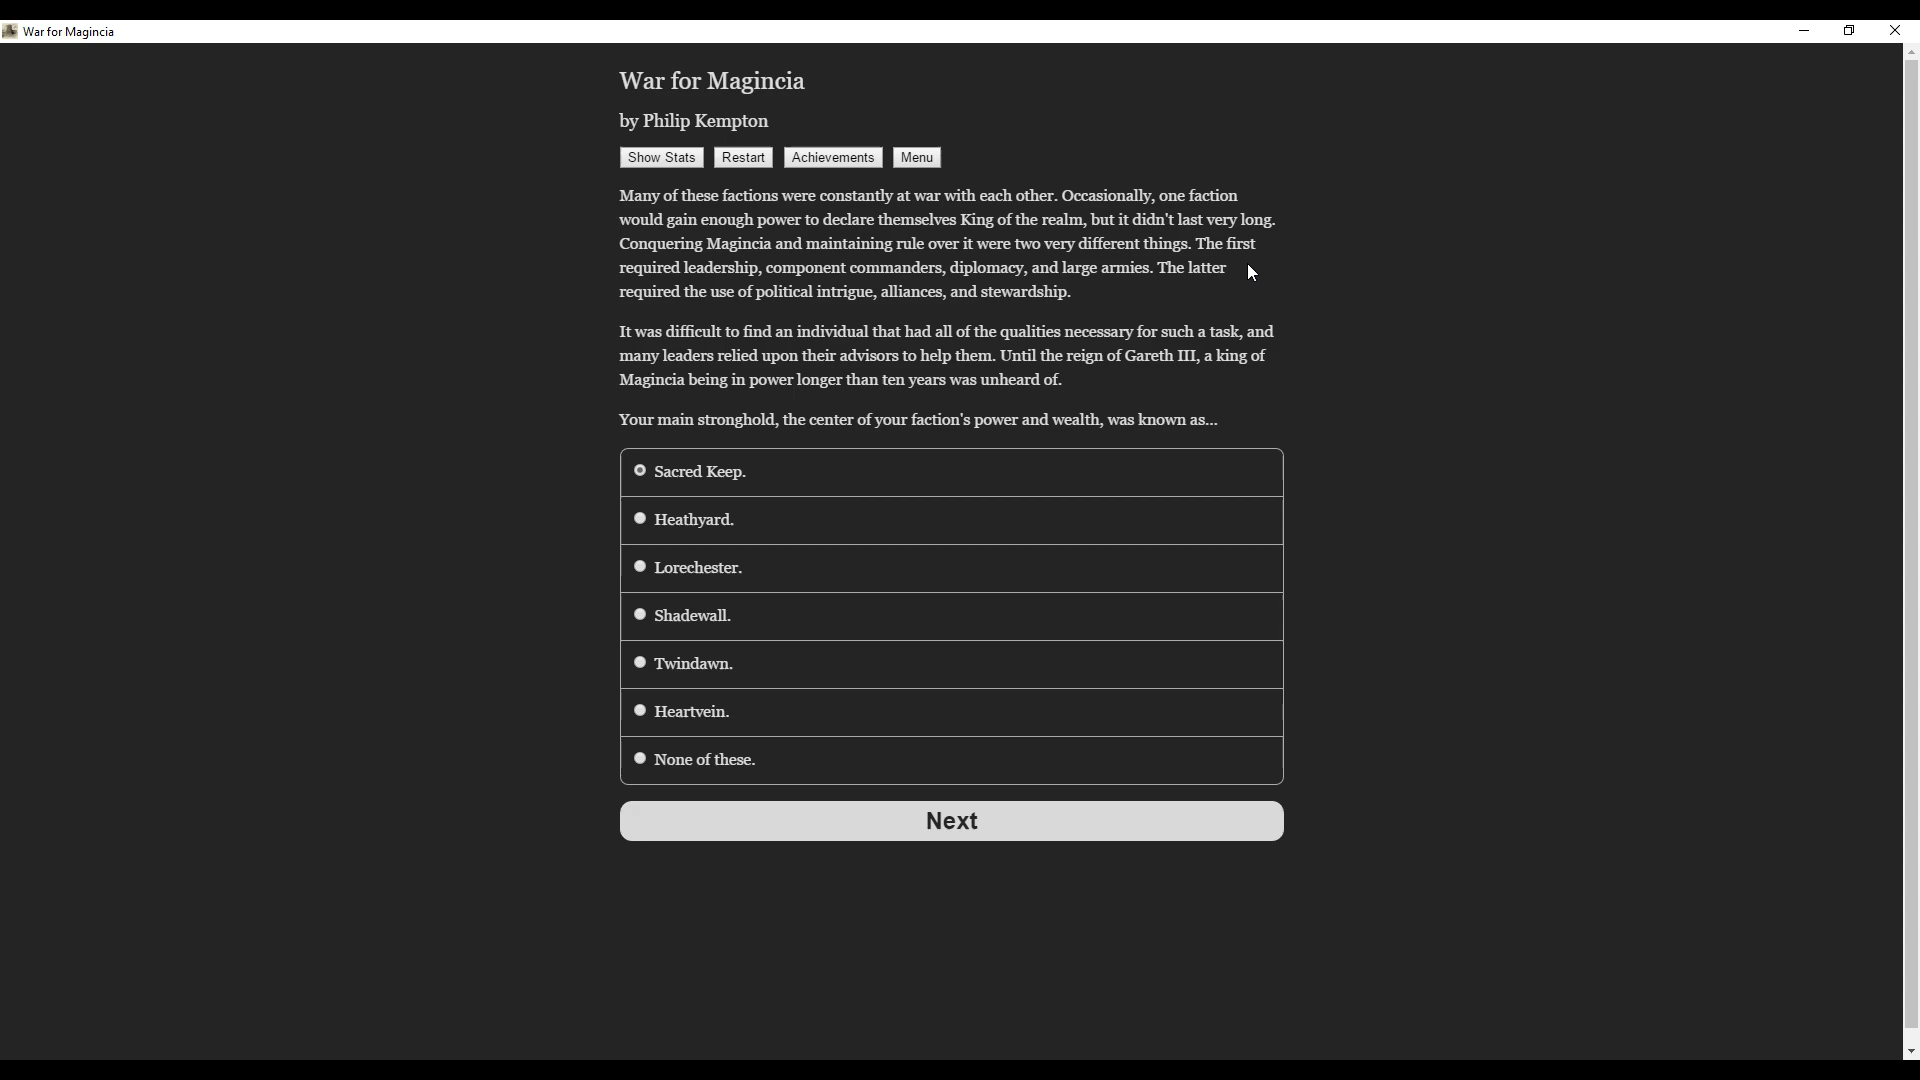 War for Magincia
War for Magincia
by Philip Kempton
Show Stats Restart Achievements Menu
Many of these factions were constantly at war with each other. Occasionally, one faction
would gain enough power to declare themselves King of the realm, but it didn't last very long.
Conquering Magincia and maintaining rule over it were two very different things. The first
required leadership, component commanders, diplomacy, and large armies. The latter
required the use of political intrigue, alliances, and stewardship.
It was difficult to find an individual that had all of the qualities necessary for such a task, and
many leaders relied upon their advisors to help them. Until the reign of Gareth III, a king of
Magincia being in power longer than ten years was unheard of.
Your main stronghold, the center of your faction's power and wealth, was known as...
Sacred Keep.
Heathyard.
Lorechester.
Shadewall.
Twindawn.
Heartvein.
None of these.
Next